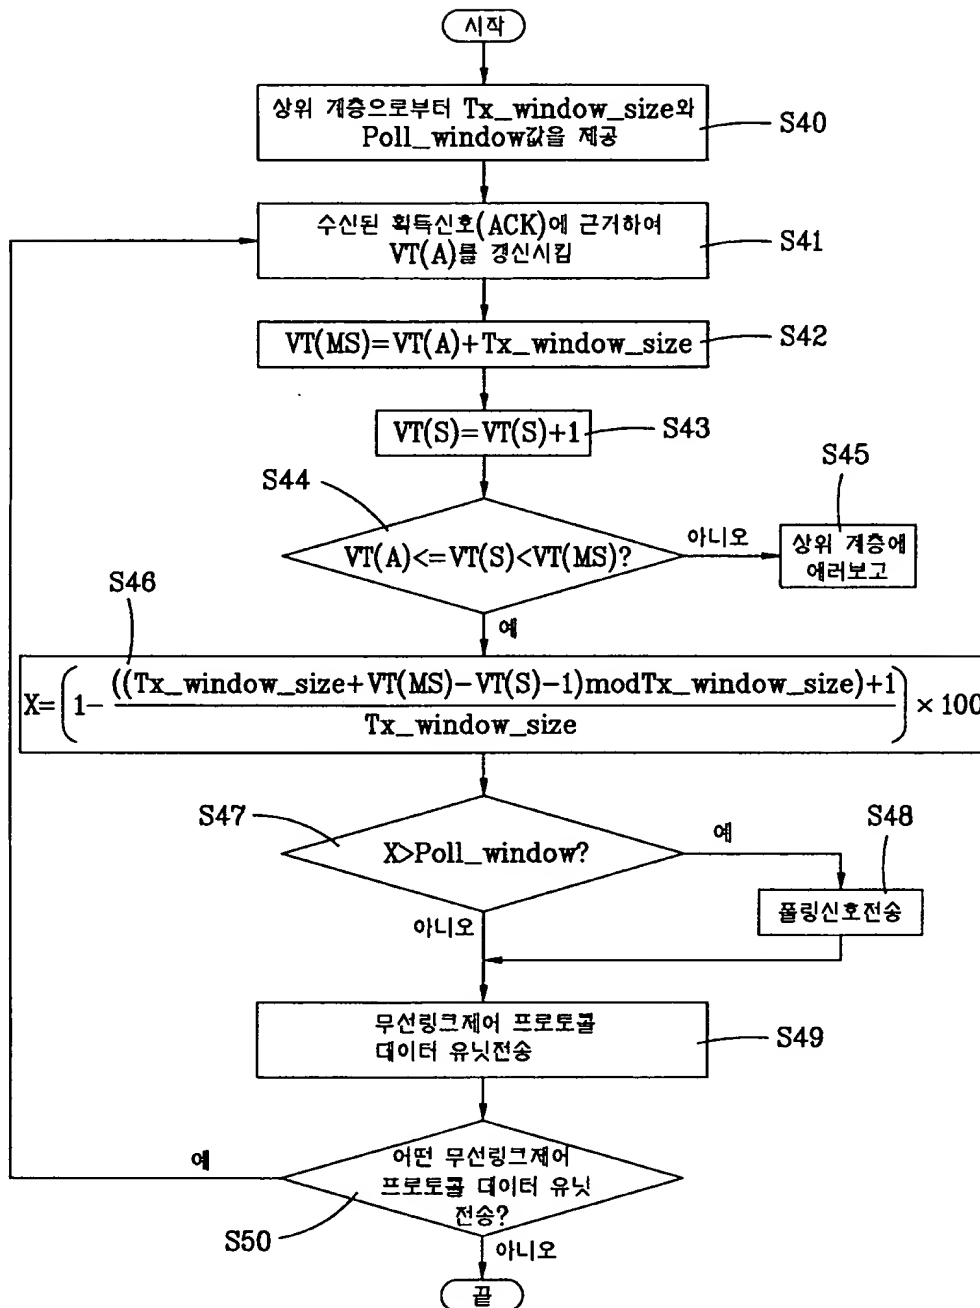 시작
상위 계층으로부터 Tx_window_size와
Poll_window값을 제공
S40
수신된 획득신호(ACK)에 근거하여
VT(A)를 갱신시킴
S41
VT(MS)=VT(A)+Tx_window_size
S42
VT(S)=VT(S)+1
S43
S44
VT(A)<=VT(S)<VT(MS)?
아니오
S45
상위 계층에
에러보고
예
S46
X=(1- ((Tx_window_size+VT(MS)-VT(S)-1)modTx_window_size)+1
Tx_window_size
) × 100
S47
X>Poll_window?
예
S48
폴링신호전송
아니오
무선링크제어 프로토콜
데이터 유닛전송
S49
예
어떤 무선링크제어
프로토콜 데이터 유닛
전송?
S50
아니오
끝